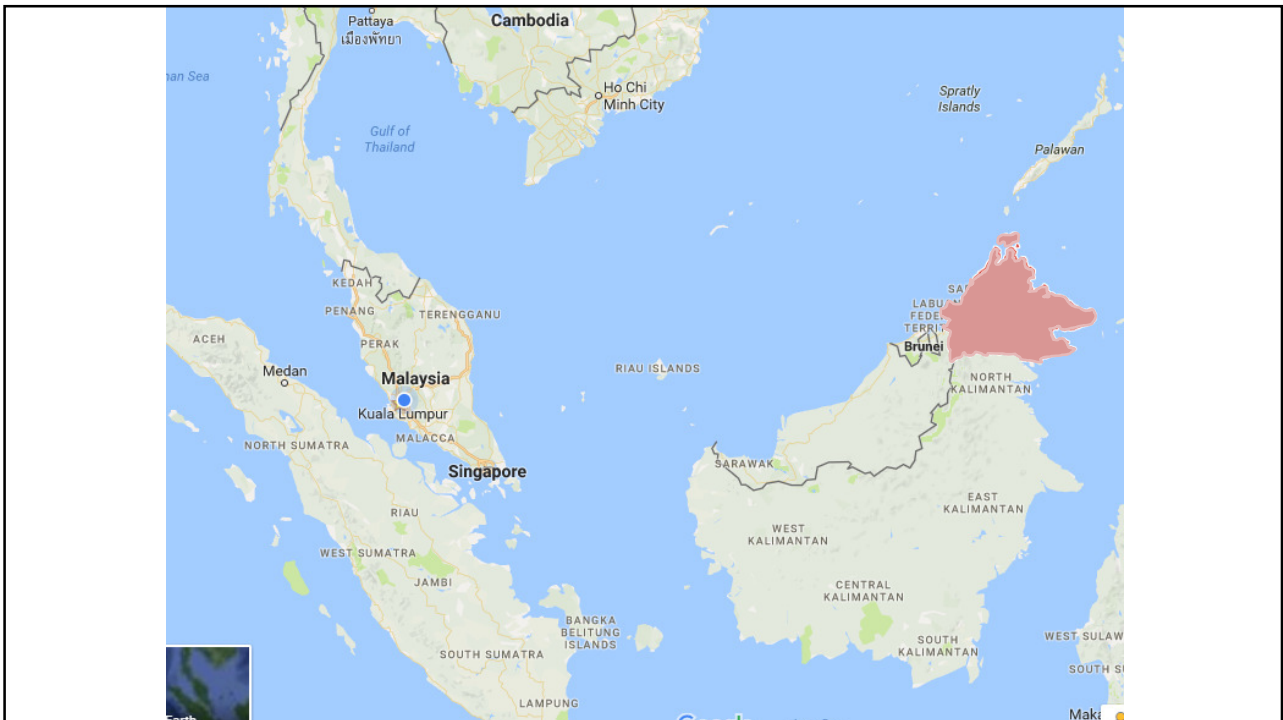 Pattaya
เมืองพัทยา
Cambodia
Ho Chi
Minh City
Spratly
Islands
Gulf of
Thailand
Palawan
KEDAH
PENANG
TERENGGANU
PERAK
ACEH
Medan
Malaysia
Kuala Lumpur
MALACCA
Singapore
NORTH SUMATRA
RIAU ISLANDS
Brunei
NORTH
KALIMANTAN
SARAWAK
EAST
KALIMANTAN
WEST
KALIMANTAN
CENTRAL
KALIMANTAN
SOUTH
KALIMANTAN
RIAU
WEST SUMATRA
JAMBI
BANGKA
BELITUNG
ISLANDS
SOUTH SUMATRA
LAMPUNG
WEST SULAW
SOUTH
Earth